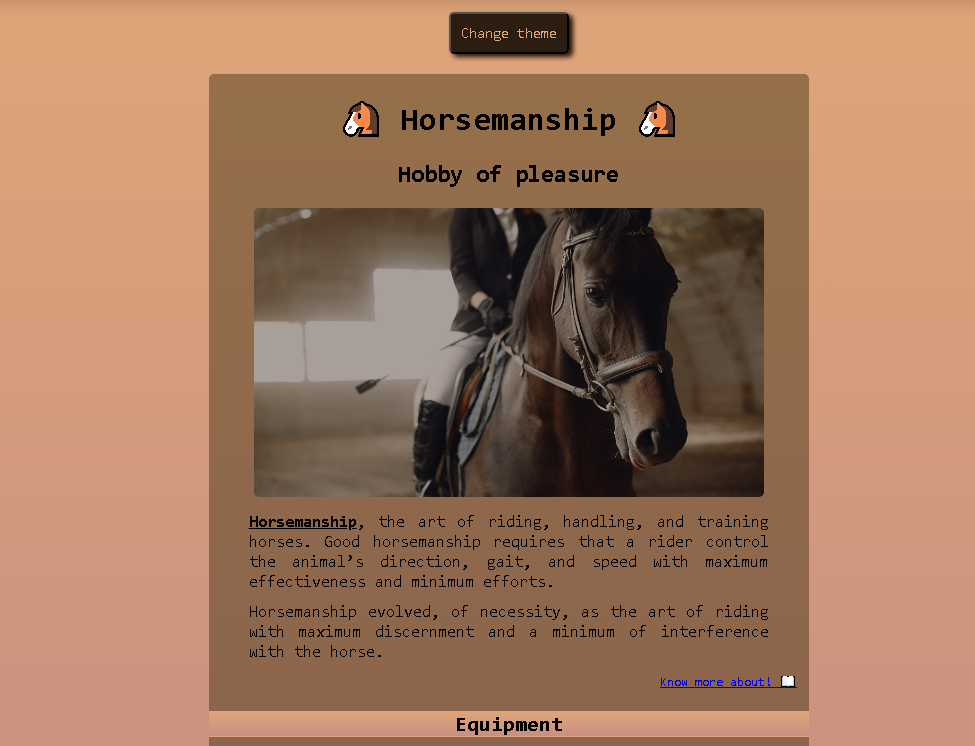 Change theme
Horsemanship
Hobby of pleasure
Horsemanship, the art of riding, handling, and training
horses. Good horsemanship requires that a rider control
the animal’s direction, gait, and speed with maximum
effectiveness and minimum efforts.
Horsemanship evolved, of necessity, as the art of riding
with maximum discernment and a minimum of interference
with the horse.
Know more about!
Equipment